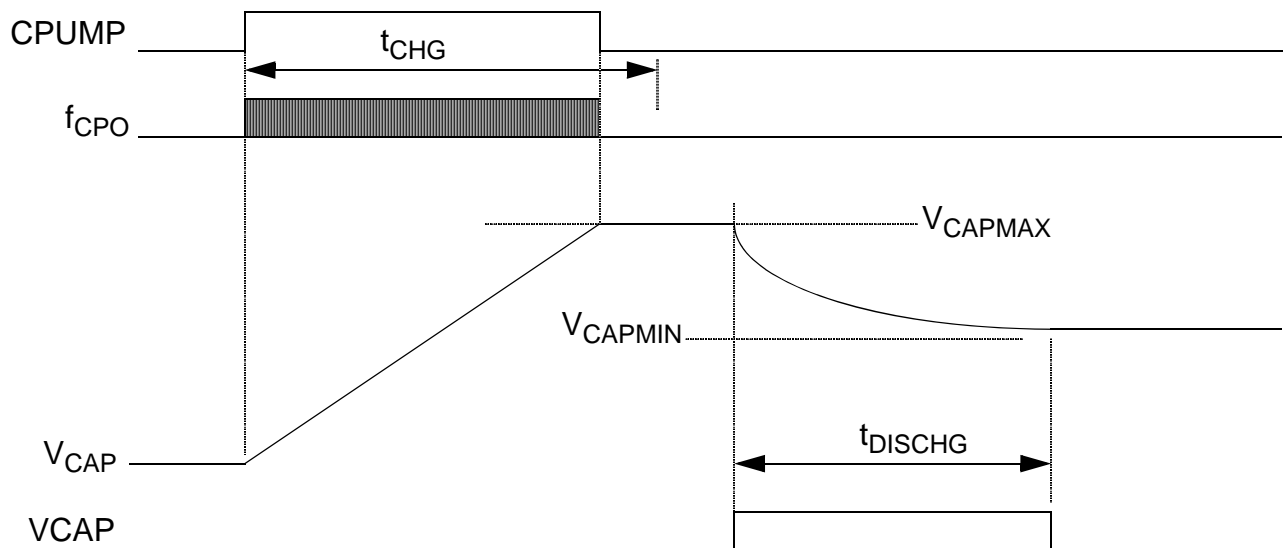 CPUMP
tCHG
fCPO
VCAPMAX
VCAPMIN
VCAP
tDISCHG
VCAP